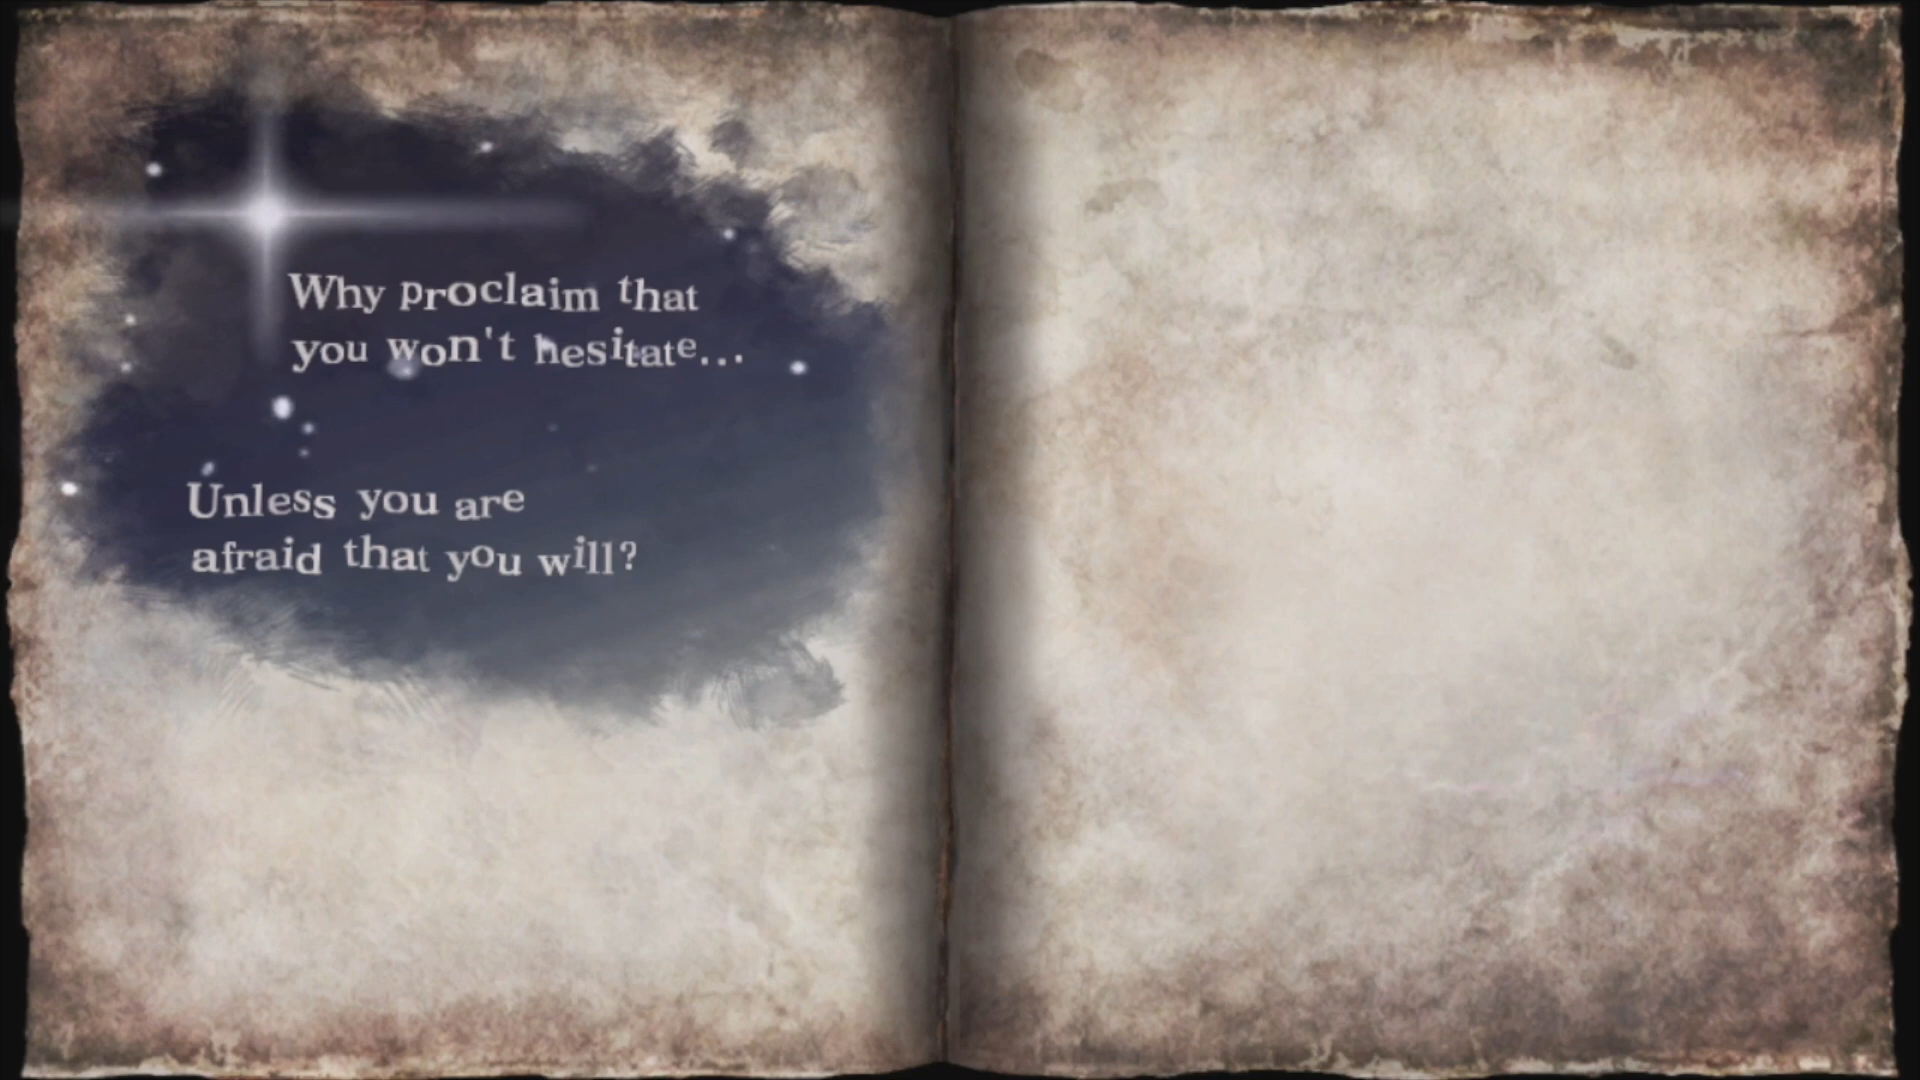 Why proclaim that
you won't hesitate...
Unless you are
afraid that you will?